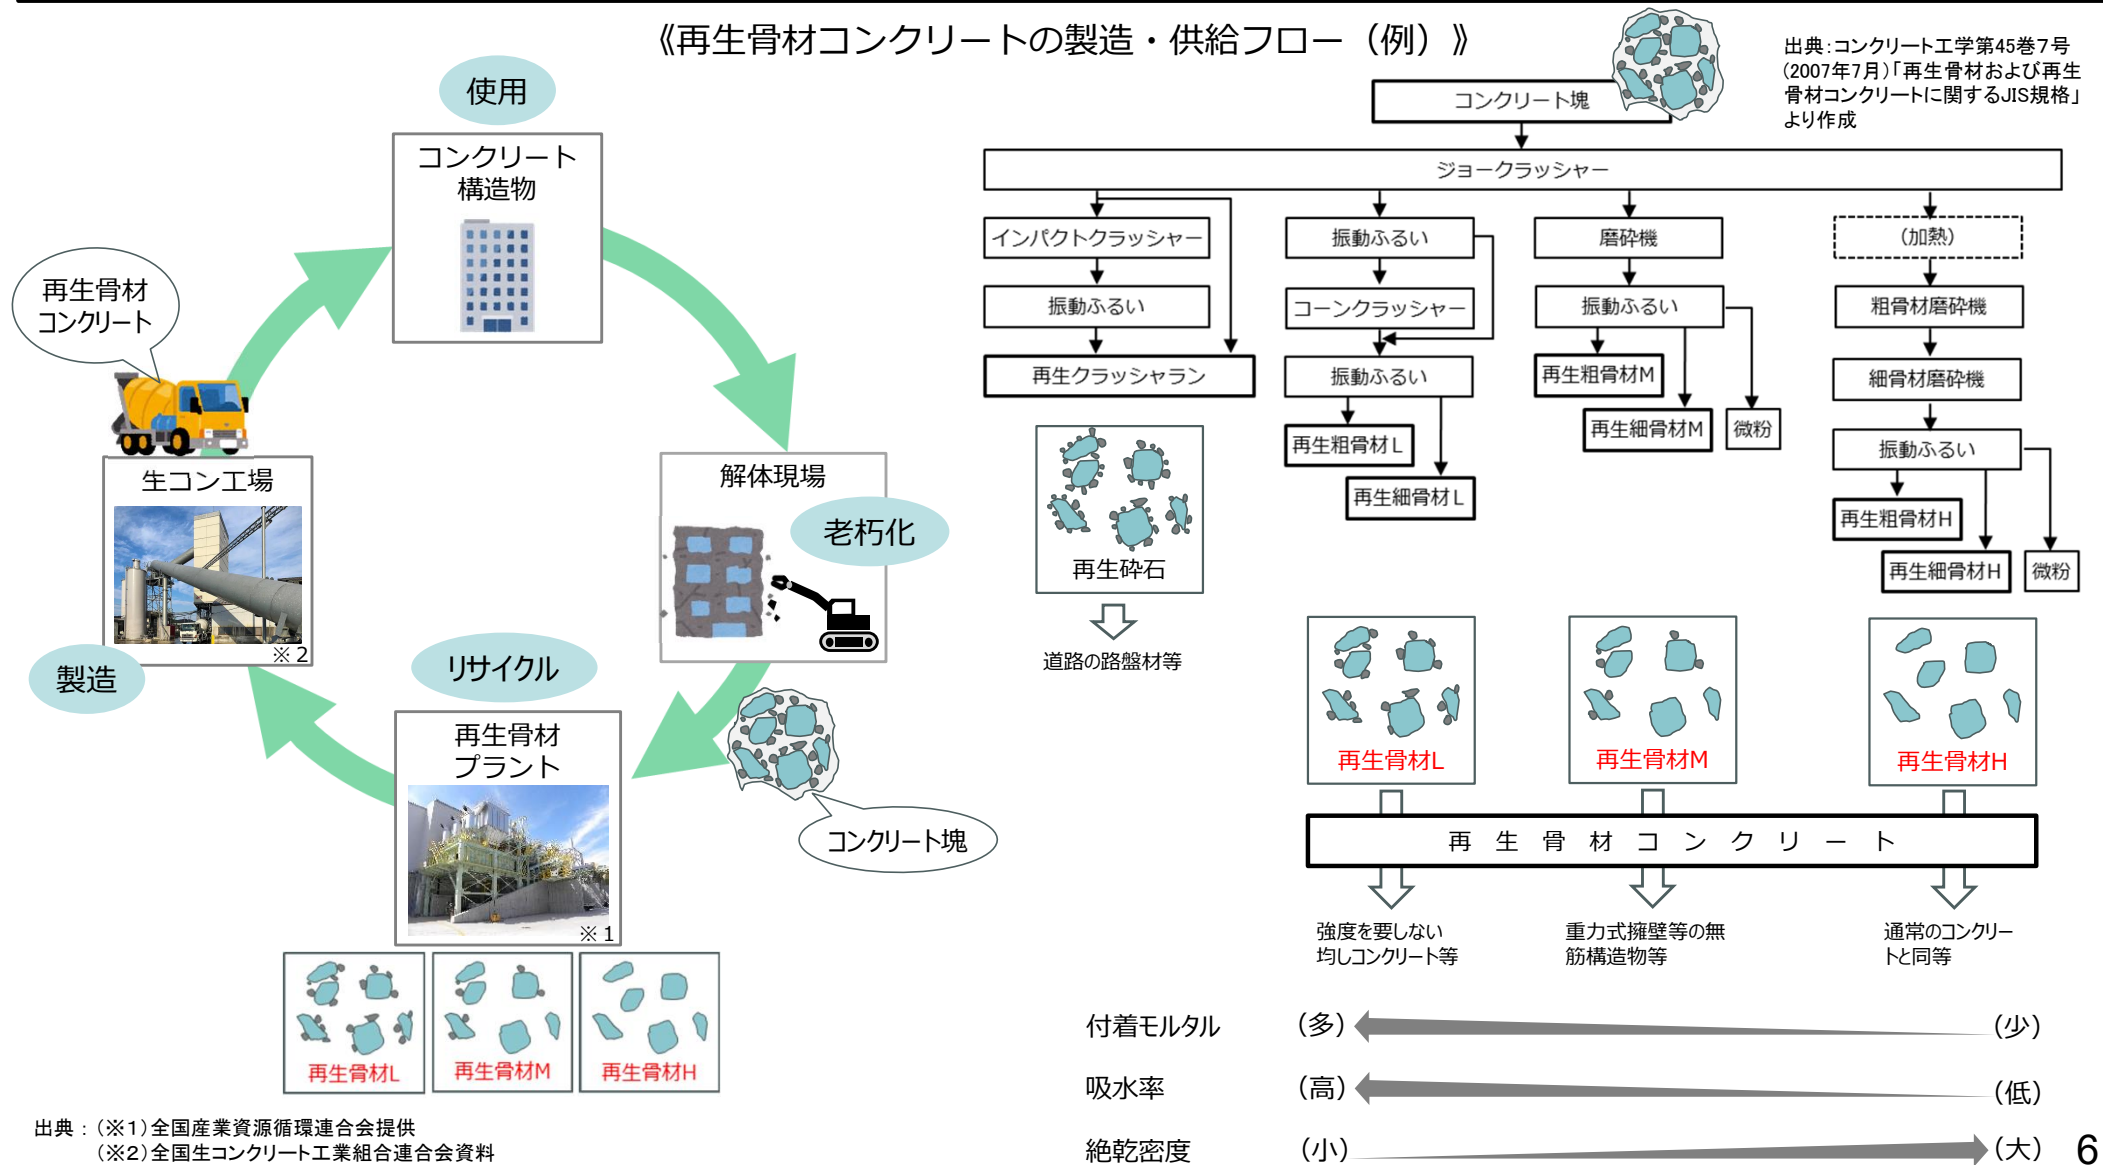 《再生骨材コンクリートの製造・供給フロー（例）》
出典：コンクリート工学第45巻７号
(2007年７月)「再生骨材および再生
骨材コンクリートに関するJIS規格」
より作成
使用
コンクリート
構造物
再生骨材
コンクリート
生コン工場
※２
製造
解体現場
老朽化
リサイクル
再生骨材
プラント
※１
コンクリート塊
再生骨材L
再生骨材M
再生骨材H
出典：（※１）全国産業資源循環連合会提供
（※２）全国生コンクリート工業組合連合会資料
コンクリート塊
ジョークラッシャー
インパクトクラッシャー
振動ふるい
再生クラッシャラン
再生砕石
道路の路盤材等
振動ふるい
コーンクラッシャー
振動ふるい
再生粗骨材L
再生細骨材L
磨砕機
振動ふるい
再生粗骨材M
再生細骨材M
微粉
（加熱）
粗骨材磨砕機
細骨材磨砕機
振動ふるい
再生粗骨材H
再生細骨材H
微粉
再生骨材L
再生骨材M
再生骨材H
再生骨材コンクリート
強度を要しない
均しコンクリート等
重力式擁壁等の無
筋構造物等
通常のコンクリー
トと同等
付着モルタル （多） （少）
吸水率 （高） （低）
絶乾密度 （小） （大）
6